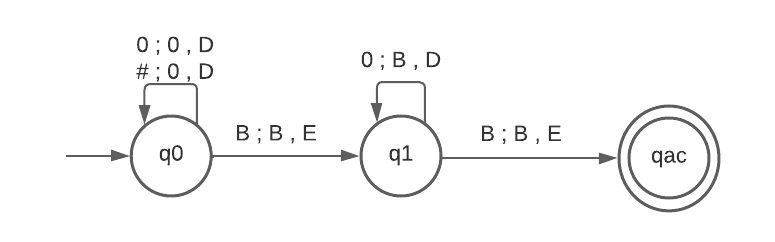 0 ; 0 , D
# ; 0 , D
0 ; B , D
B ; B , E
B ; B , E
q0
q1
qac